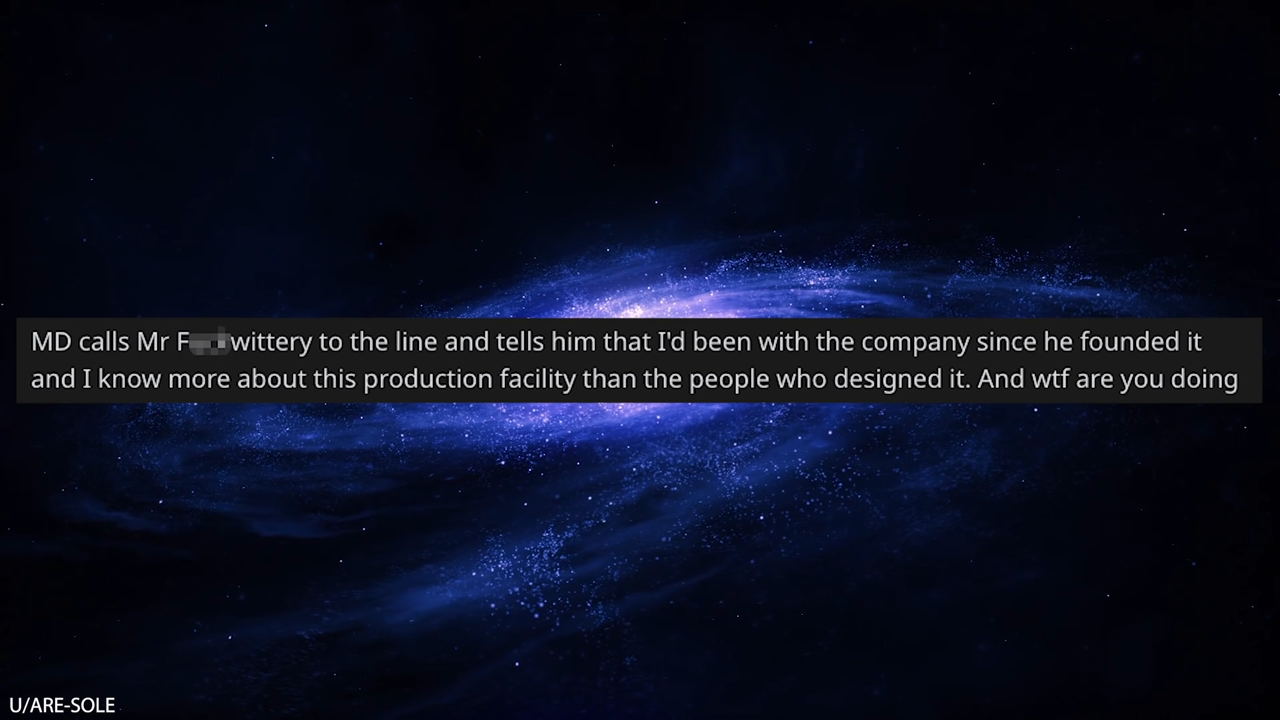 MD calls Mr F wittery to the line and tells him that I'd been with the company since he founded it
and I know more about this production facility than the people who designed it. And wtf are you doing
U/ARE-SOLE